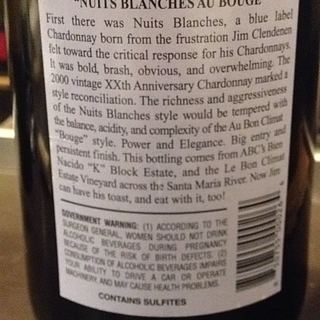 "NUITS BLANCHES AU BOUGE"
First there was Nuits Blanches, a blue label
Chardonnay born from the frustration Jim Clendenen
felt toward the critical response for his Chardonnays.
It was bold, brash, obvious, and overwhelming. The
2000 vintage XXth Anniversary Chardonnay marked a
style reconciliation. The richness and aggressiveness
of the Nuits Blanches style would be tempered with
the balance, acidity, and complexity of the Au Bon Climat
"Bouge" style. Power and Elegance. Big entry and
persistent finish. This bottling comes from ABC's Bien
Nacido "K" Block Estate, and the Le Bon Climat
Estate Vineyard across the Santa Maria River. Now Jim
can have his toast, and eat with it, too!
GOVERNMENT WARNING: (1) ACCORDING TO THE
SURGEON GENERAL, WOMEN SHOULD NOT DRINK
ALCOHOLIC BEVERAGES DURING PREGNANCY
BECAUSE OF THE RISK OF BIRTH DEFECTS. (2)
CONSUMPTION OF ALCOHOLIC BEVERAGES IMPAIRS
YOUR ABILITY TO DRIVE A CAR OR OPERATE
MACHINERY, AND MAY CAUSE HEALTH PROBLEMS.
CONTAINS SULFITES